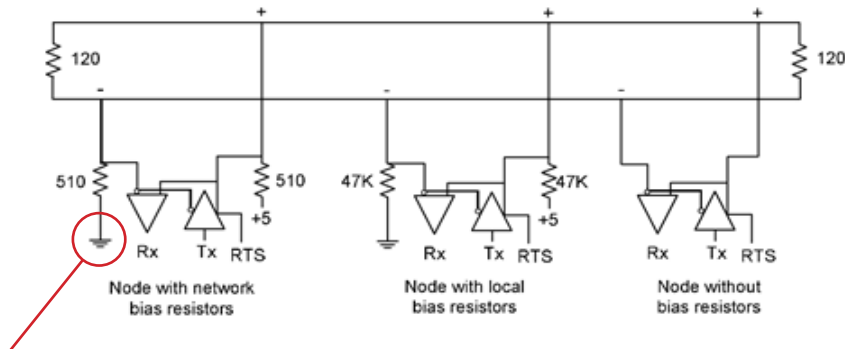 + + +
120 120
- - -
510 510 47K 47K
+5 +5
Rx Tx RTS Rx Tx RTS Rx Tx RTS
Node with network
bias resistors
Node with local
bias resistors
Node without
bias resistors